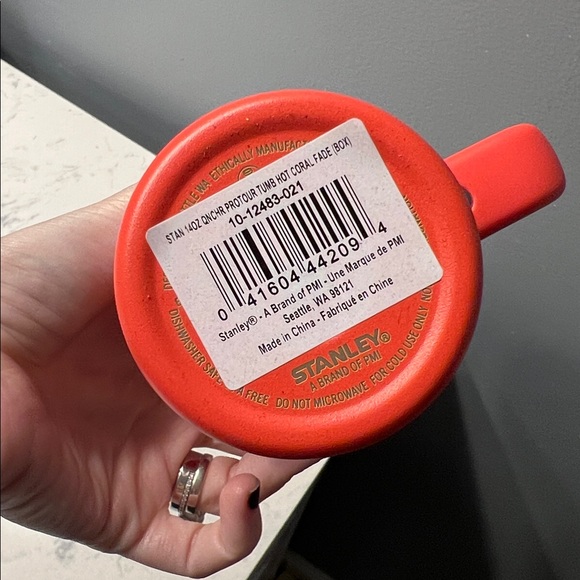 STAN 14OZ QNCHR PROTOUR TUMB HOT CORAL FADE (BOX)
10-12483-021
0 41604 44209 4
Stanley® - A Brand of PMI - Une Marque de PMI
Seattle, WA 98121
Made in China - Fabriqué en Chine
STANLEY®
A BRAND OF PMI
WA. ETHICALLY MANUFAC
DISHWASHER SAFE
A FREE
DO NOT MICROWAVE FOR COLD USE ONLY